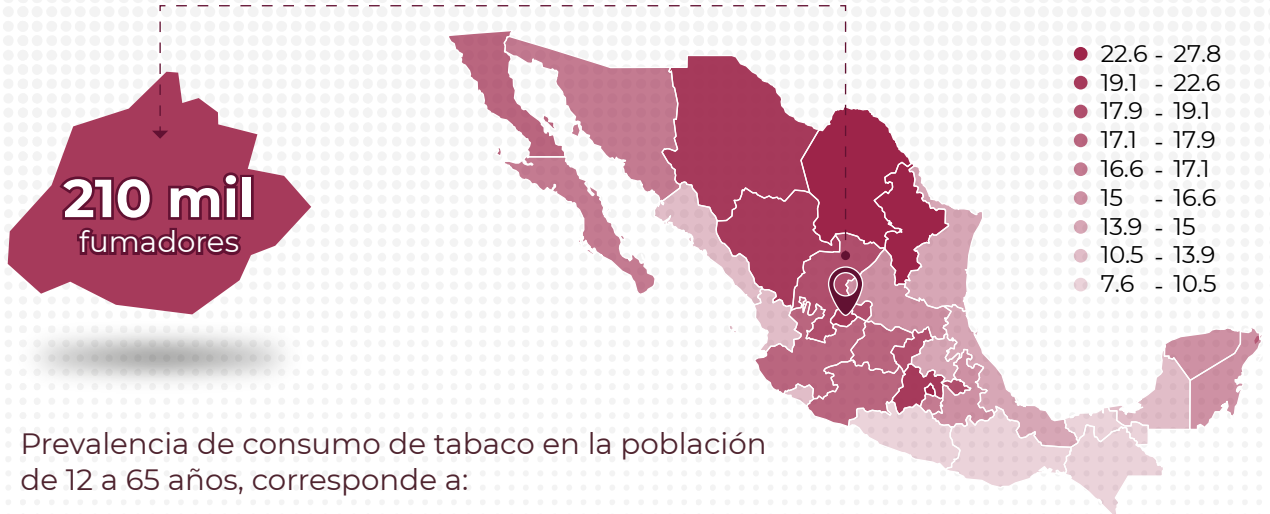 210 mil
fumadores
22.6 - 27.8
19.1 - 22.6
17.9 - 19.1
17.1 - 17.9
16.6 - 17.1
15 - 16.6
13.9 - 15
10.5 - 13.9
7.6 - 10.5
Prevalencia de consumo de tabaco en la población
de 12 a 65 años, corresponde a: